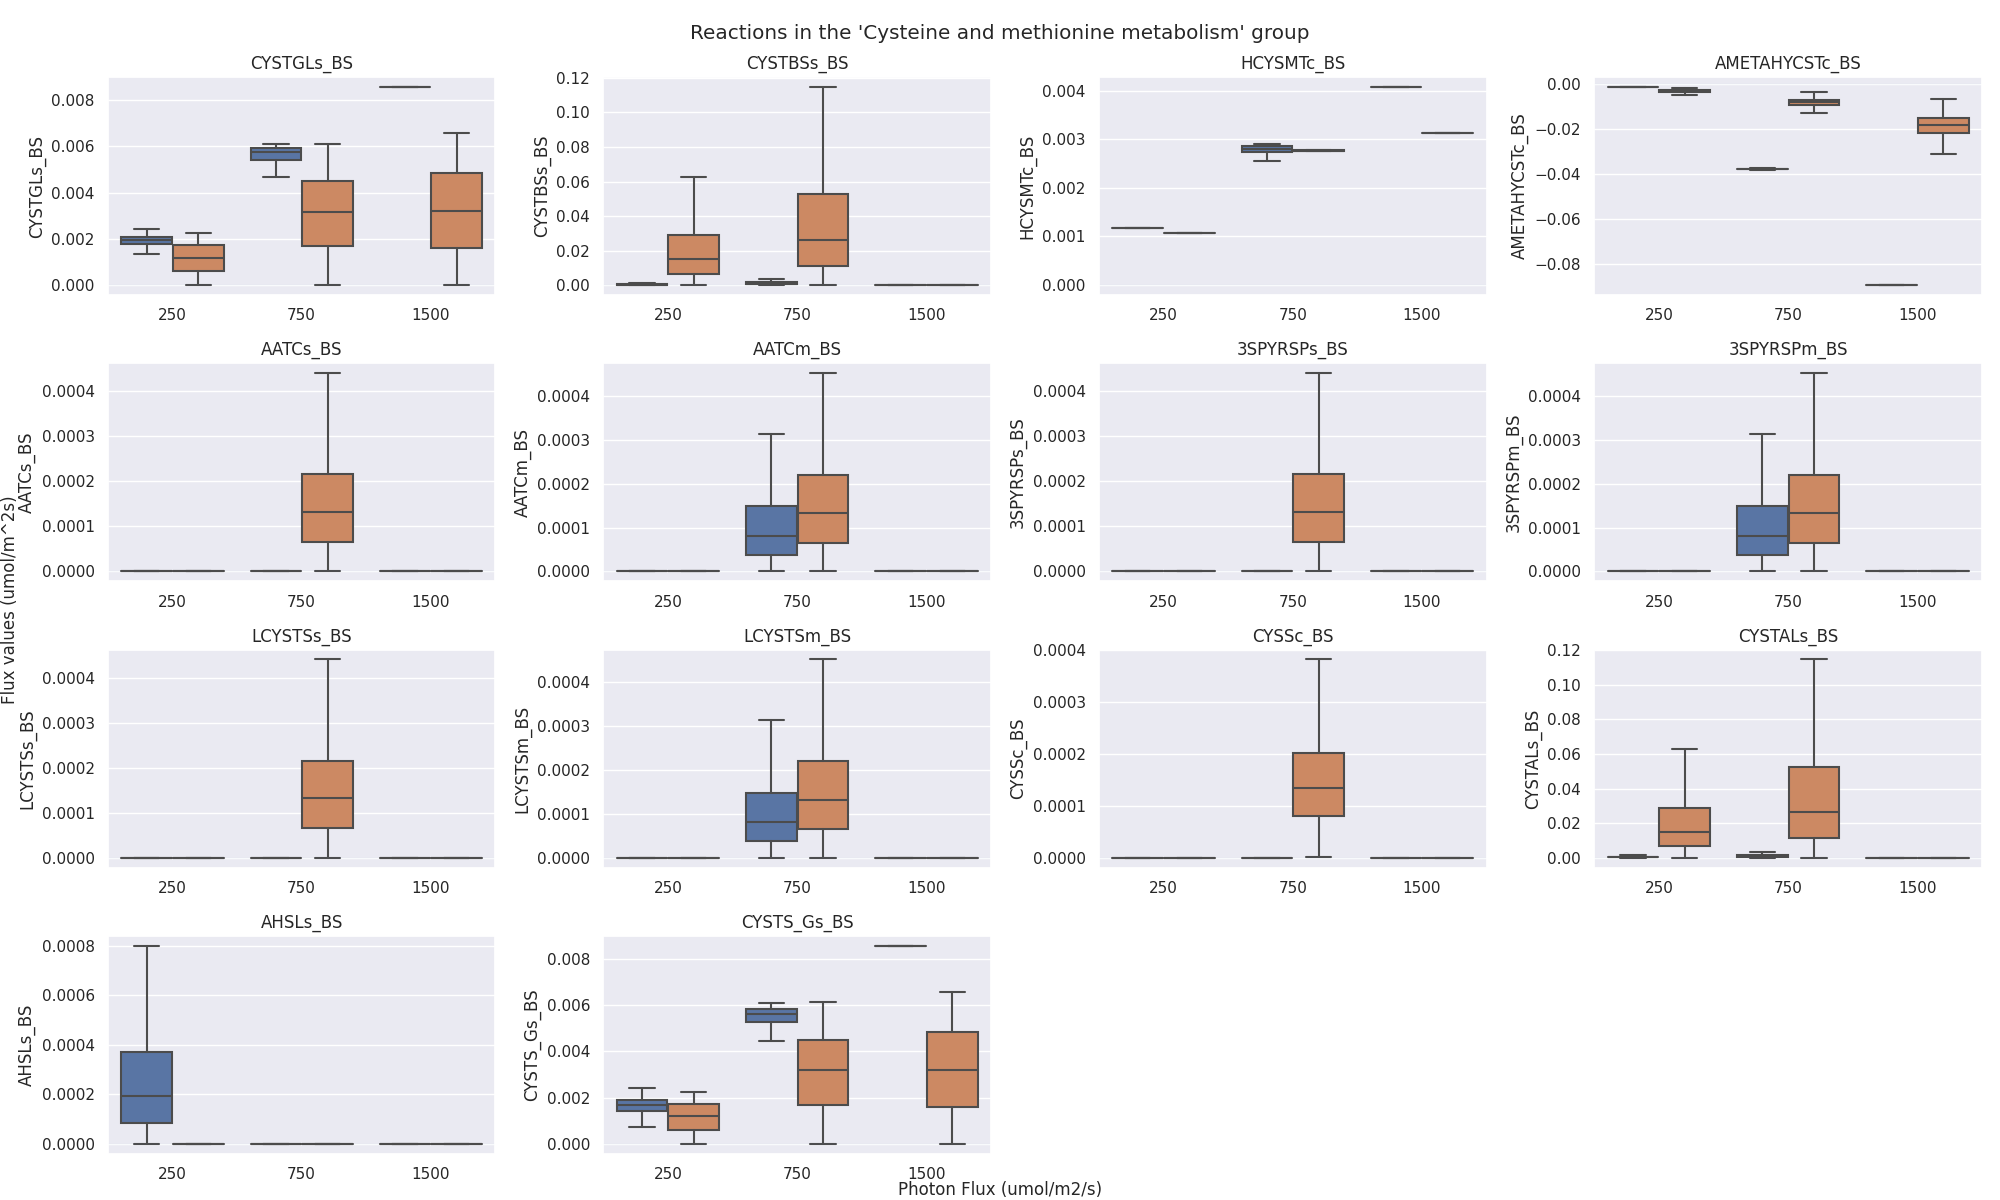 Reactions in the 'Cysteine and methionine metabolism' group
CYSTGLs_BS
CYSTGLs_BS
0.008
0.006
0.004
0.002
0.000
250 750 1500
CYSTBSs_BS
CYSTBSs_BS
0.12
0.10
0.08
0.06
0.04
0.02
0.00
250 750 1500
HCYSMTc_BS
HCYSMTc_BS
0.004
0.003
0.002
0.001
0.000
250 750 1500
AMETAHYCSTc_BS
AMETAHYCSTc_BS
0.00
−0.02
−0.04
−0.06
−0.08
250 750 1500
Flux values (umol/m^2s)
AATCs_BS
AATCs_BS
0.0004
0.0003
0.0002
0.0001
0.0000
250 750 1500
AATCm_BS
AATCm_BS
0.0004
0.0003
0.0002
0.0001
0.0000
250 750 1500
3SPYRSPs_BS
3SPYRSPs_BS
0.0004
0.0003
0.0002
0.0001
0.0000
250 750 1500
3SPYRSPm_BS
3SPYRSPm_BS
0.0004
0.0003
0.0002
0.0001
0.0000
250 750 1500
LCYSTSs_BS
LCYSTSs_BS
0.0004
0.0003
0.0002
0.0001
0.0000
250 750 1500
LCYSTSm_BS
LCYSTSm_BS
0.0004
0.0003
0.0002
0.0001
0.0000
250 750 1500
CYSSc_BS
CYSSc_BS
0.0004
0.0003
0.0002
0.0001
0.0000
250 750 1500
CYSTALs_BS
CYSTALs_BS
0.12
0.10
0.08
0.06
0.04
0.02
0.00
250 750 1500
AHSLs_BS
AHSLs_BS
0.0008
0.0006
0.0004
0.0002
0.0000
250 750 1500
CYSTS_Gs_BS
CYSTS_Gs_BS
0.008
0.006
0.004
0.002
0.000
250 750 1500
Photon Flux (umol/m2/s)